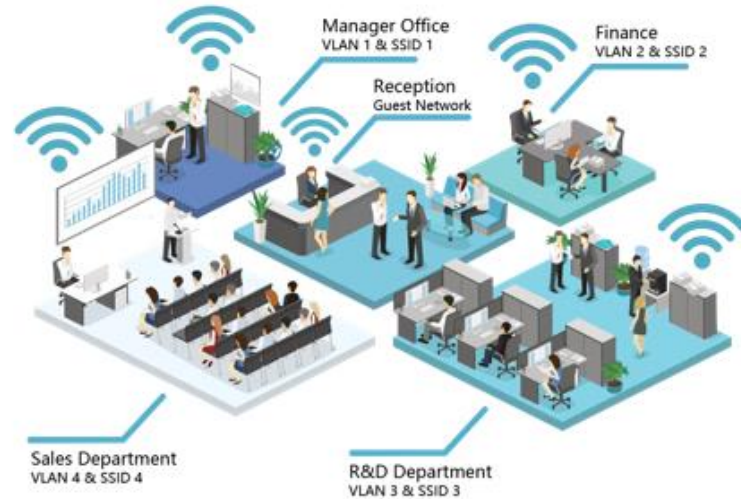 Manager Office
VLAN 1 & SSID 1
Finance
VLAN 2 & SSID 2
Reception
Guest Network
Sales Department
VLAN 4 & SSID 4
R&D Department
VLAN 3 & SSID 3